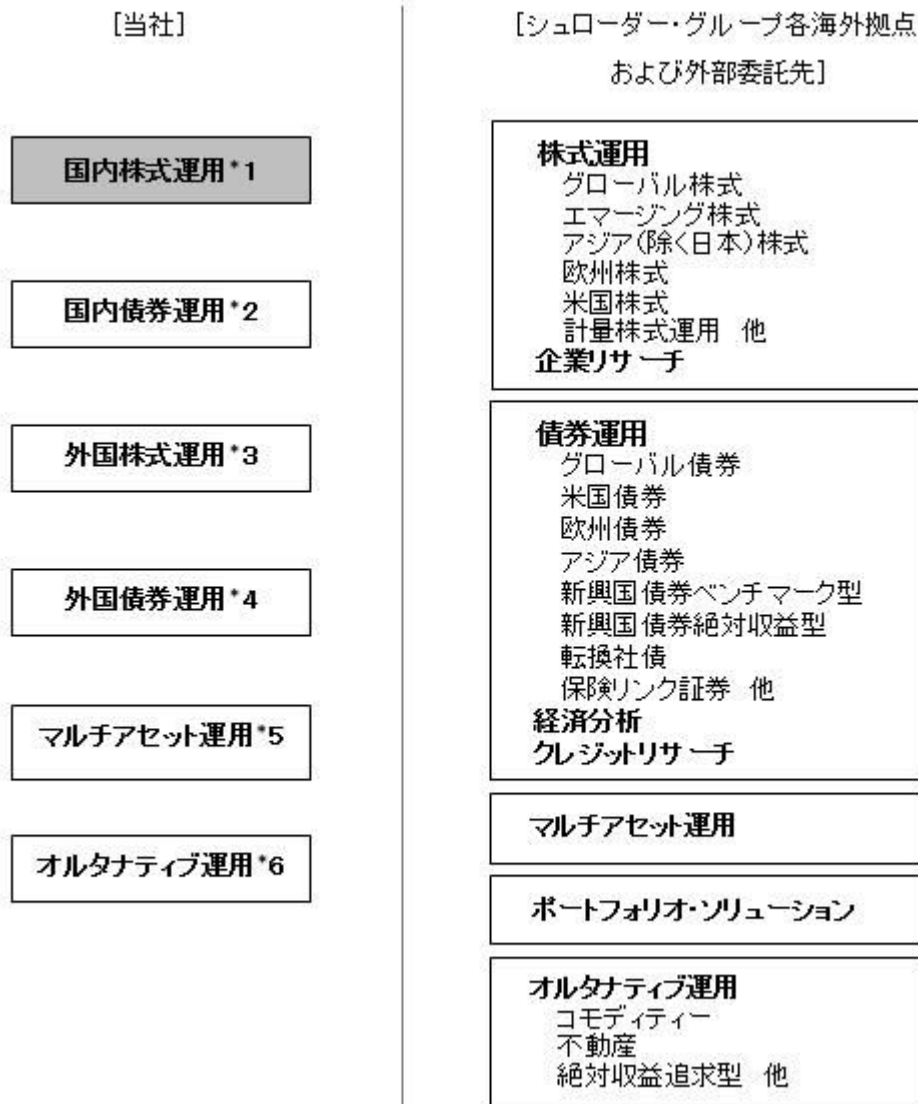 [当社]
国内株式運用*1
国内債券運用*2
外国株式運用*3
外国債券運用*4
マルチアセット運用*5
オルタナティブ運用*6
[シュローダー・グループ各海外拠点
および外部委託先]
株式運用
グローバル株式
エマージング株式
アジア(除く日本)株式
欧州株式
米国株式
計量株式運用 他
企業リサーチ
債券運用
グローバル債券
米国債券
欧州債券
アジア債券
新興国債券ベンチマーク型
新興国債券絶対収益型
転換社債
保険リンク証券 他
経済分析
クレジットリサーチ
マルチアセット運用
ポートフォリオ・ソリューション
オルタナティブ運用
コモディティー
不動産
絶対収益追求型 他